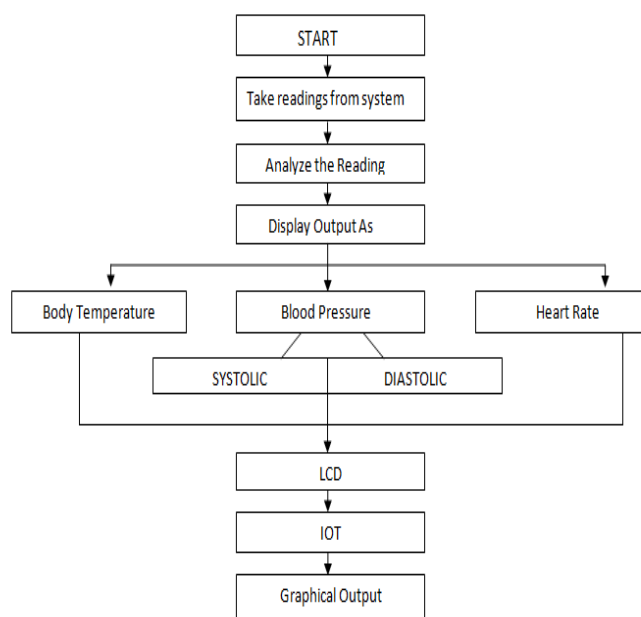 START
Take readings from system
Analyze the Reading
Display Output As
Body Temperature
Blood Pressure
Heart Rate
SYSTOLIC
DIASTOLIC
LCD
IOT
Graphical Output